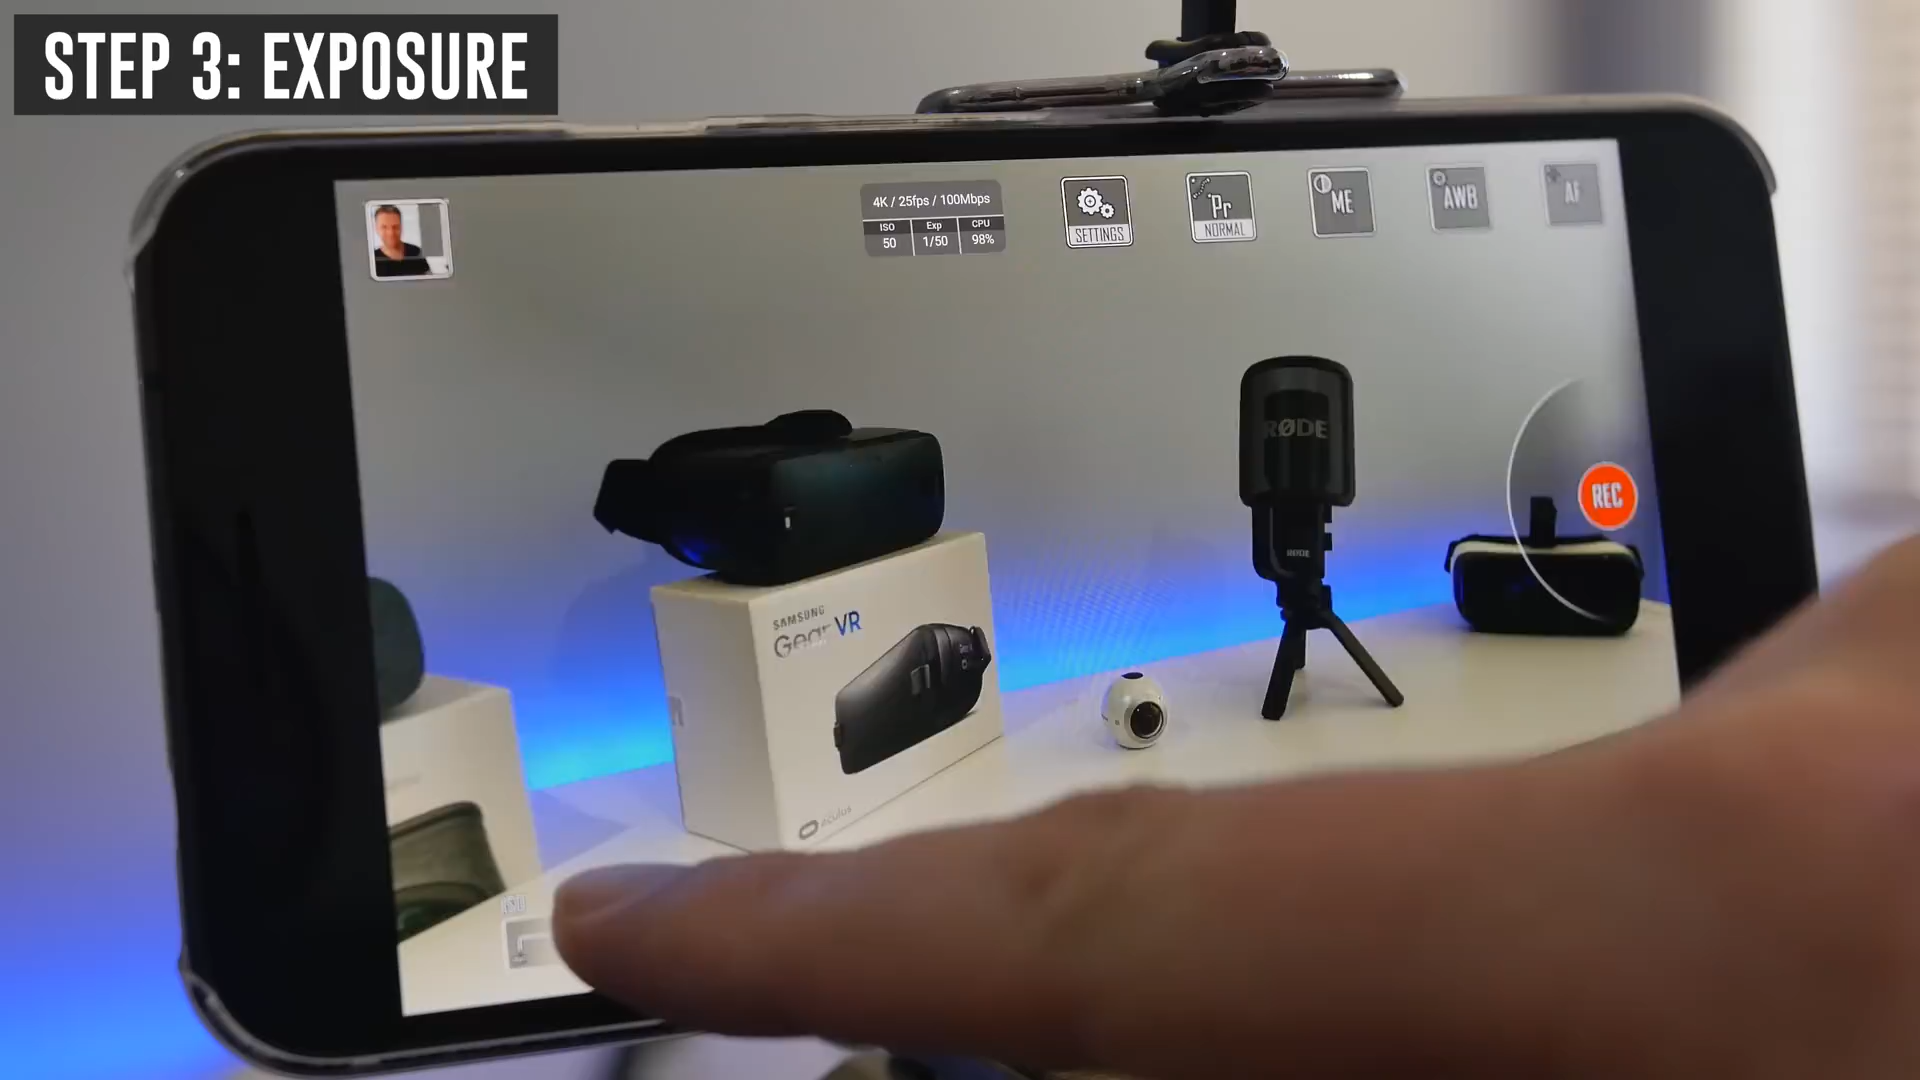 STEP 3: EXPOSURE
4K / 25fps / 100Mbps
ISO Exp CPU
50 1/50 98%
SETTINGS
Pr
NORMAL
ME
AWB
AF
RØDE
RØDE
REC
SAMSUNG
Gear VR
oculus